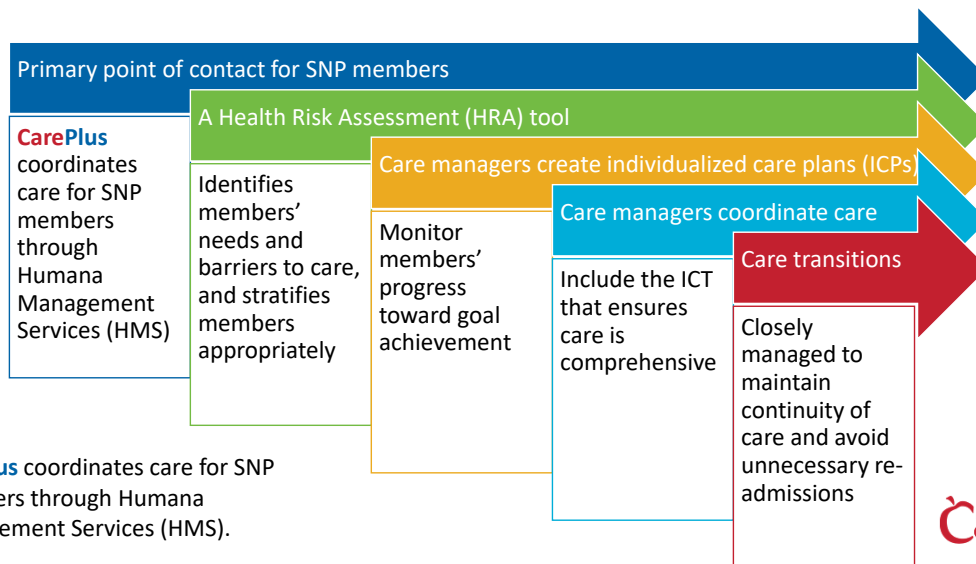 Primary point of contact for SNP members
CarePlus
coordinates
care for SNP
members
through
Humana
Management
Services (HMS)
A Health Risk Assessment (HRA) tool
Identifies
members’
needs and
barriers to care,
and stratifies
members
appropriately
Care managers create individualized care plans (ICPs)
Monitor
members’
progress
toward goal
achievement
Care managers coordinate care
Include the ICT
that ensures
care is
comprehensive
Care transitions
Closely
managed to
maintain
continuity of
care and avoid
unnecessary re-
admissions
us coordinates care for SNP
ers through Humana
ement Services (HMS).